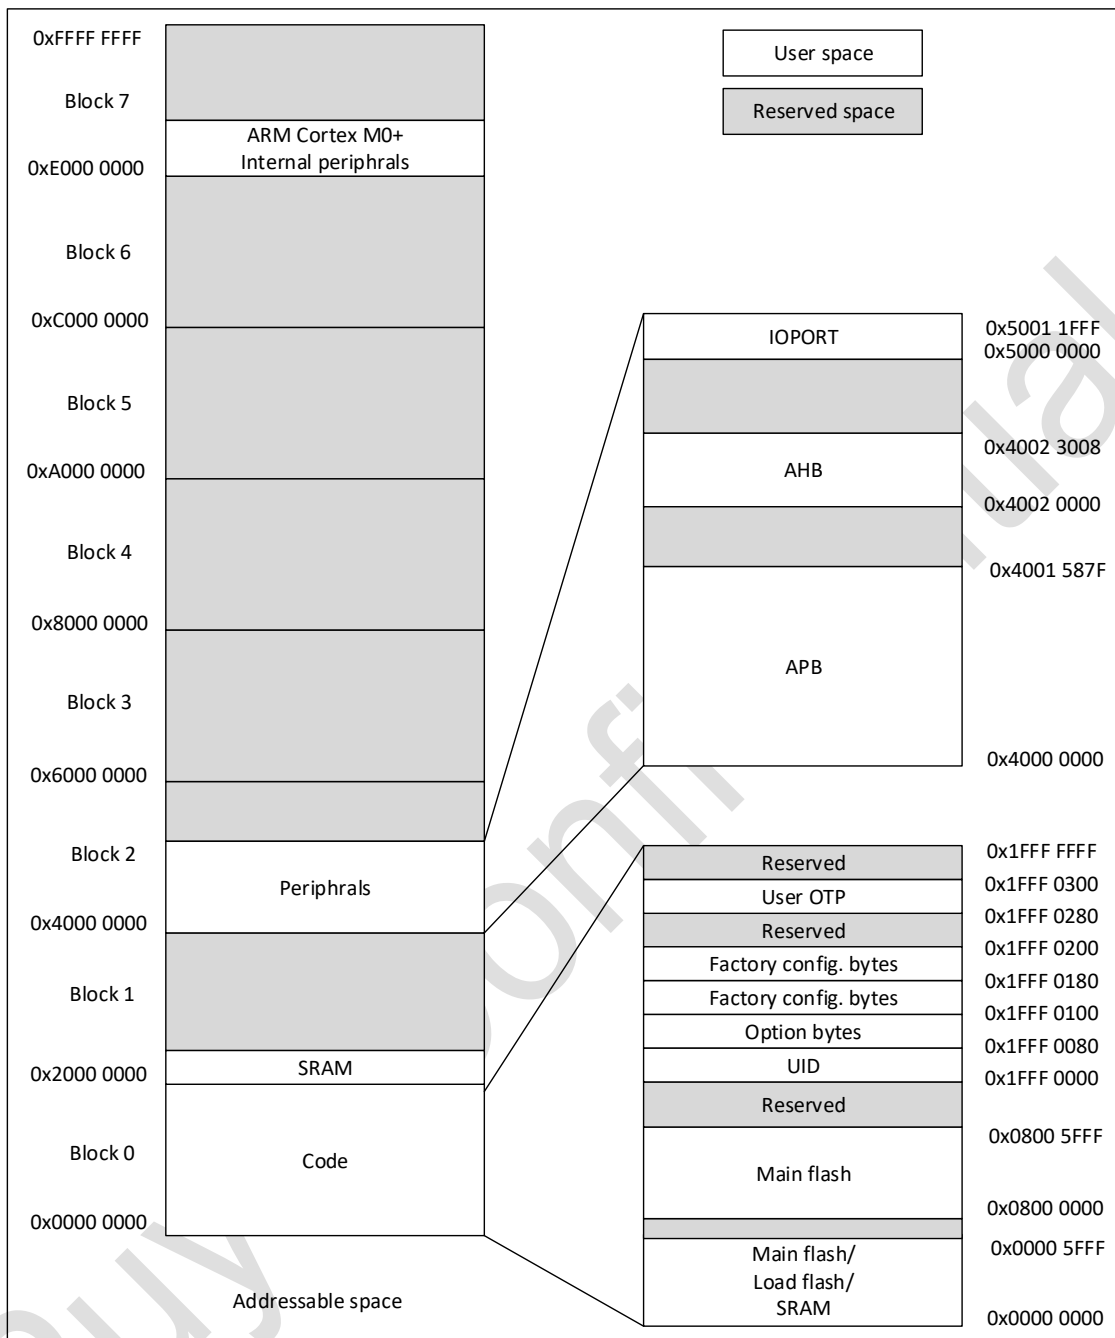 0xFFFF FFFF
Block 7
ARM Cortex M0+
Internal periphrals
0xE000 0000
Block 6
0xC000 0000
Block 5
0xA000 0000
Block 4
0x8000 0000
Block 3
0x6000 0000
Block 2
Periphrals
0x4000 0000
Block 1
SRAM
0x2000 0000
Block 0
Code
0x0000 0000
Addressable space
User space
Reserved space
IOPORT
0x5001 1FFF
0x5000 0000
0x4002 3008
AHB
0x4002 0000
0x4001 587F
APB
0x4000 0000
0x1FFF FFFF
Reserved
0x1FFF 0300
User OTP
0x1FFF 0280
Reserved
0x1FFF 0200
Factory config. bytes
0x1FFF 0180
Factory config. bytes
0x1FFF 0100
Option bytes
0x1FFF 0080
UID
0x1FFF 0000
Reserved
0x0800 5FFF
Main flash
0x0800 0000
0x0000 5FFF
Main flash/
Load flash/
SRAM
0x0000 0000